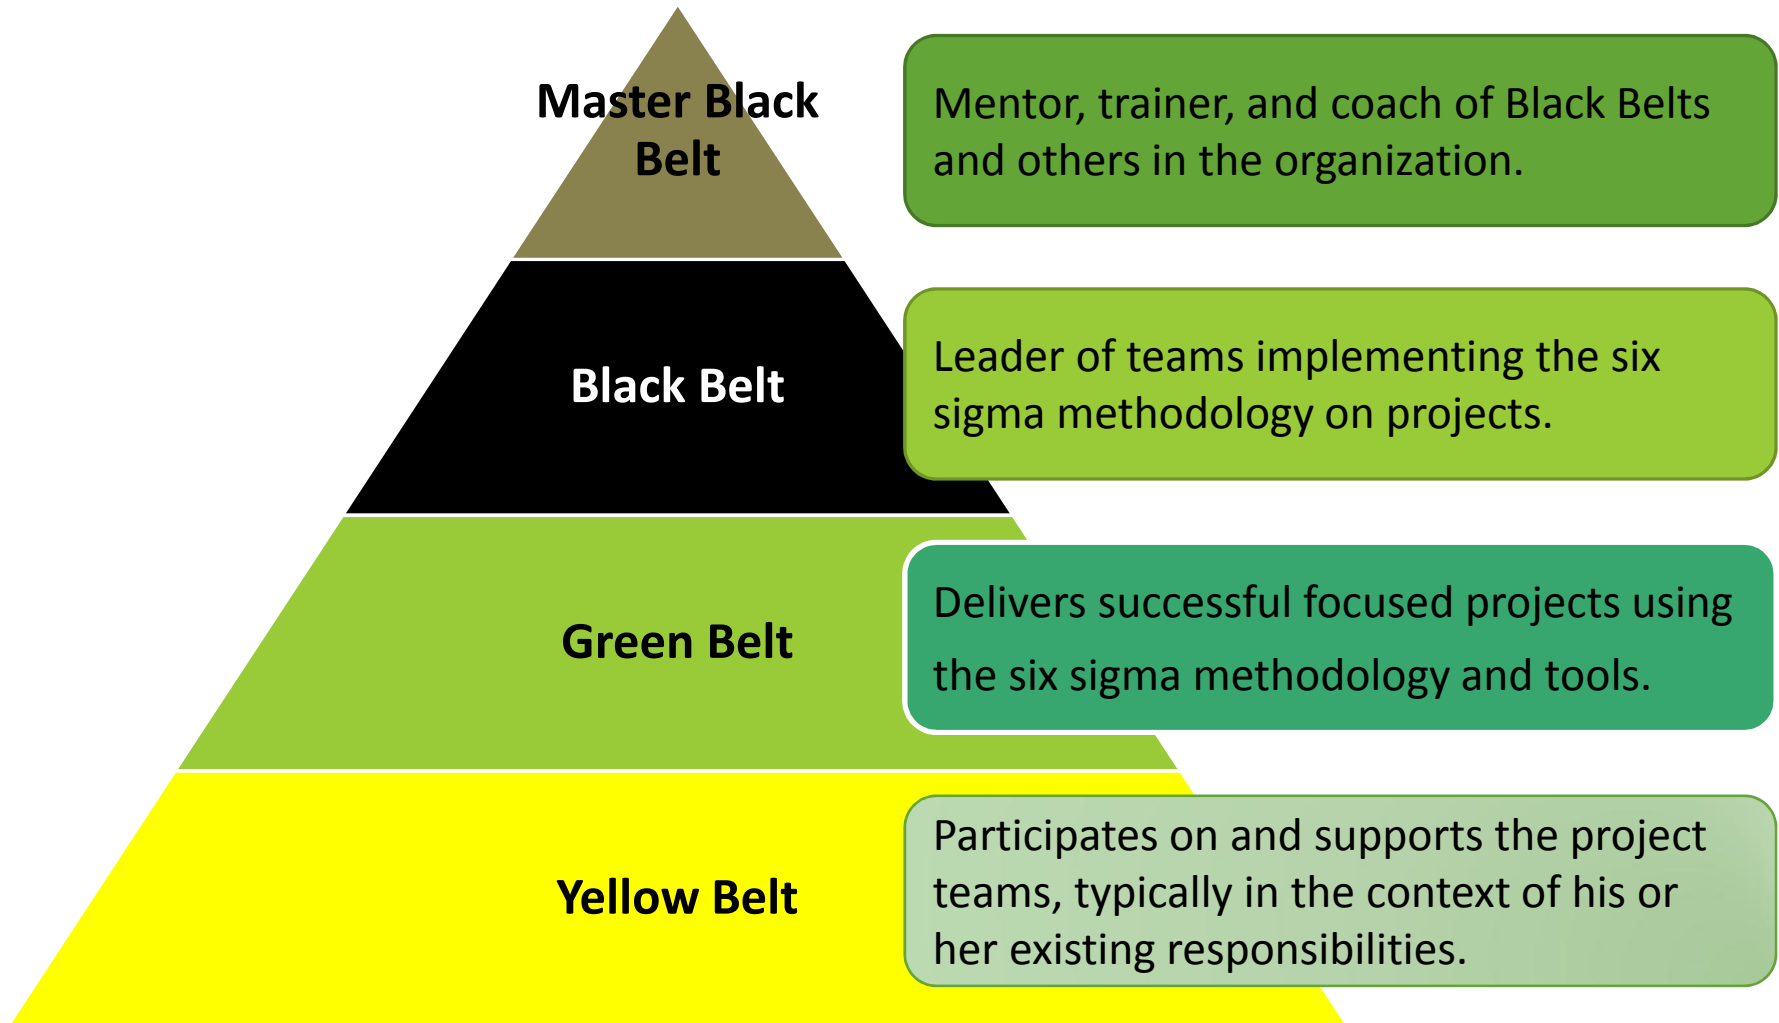 Master Black
Belt
Mentor, trainer, and coach of Black Belts
and others in the organization.
Black Belt
Leader of teams implementing the six
sigma methodology on projects.
Green Belt
Delivers successful focused projects using
the six sigma methodology and tools.
Yellow Belt
Participates on and supports the project
teams, typically in the context of his or
her existing responsibilities.